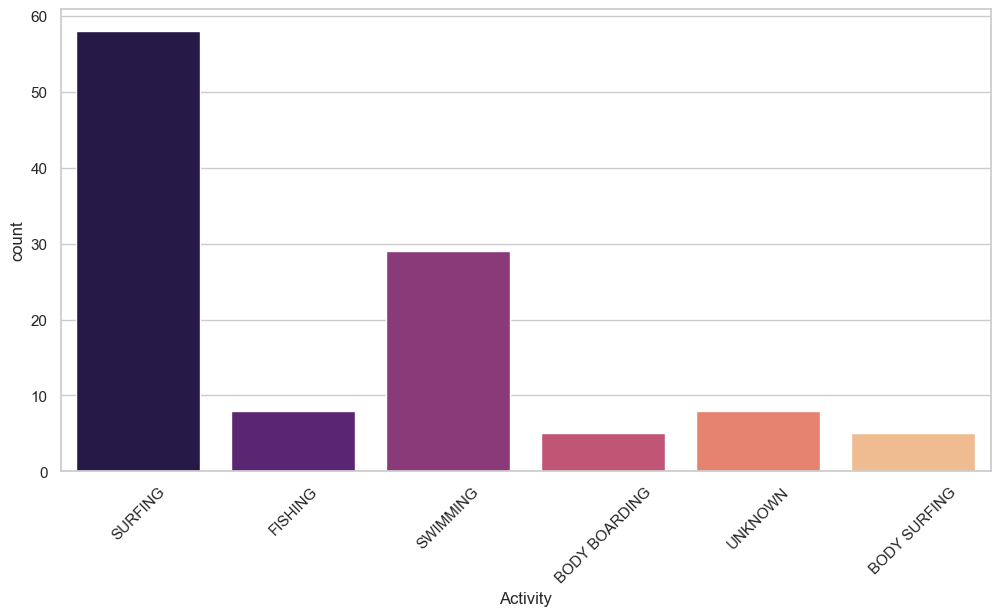 60
50
40
30
20
10
0
count
SURFING
FISHING
SWIMMING
BODY BOARDING
UNKNOWN
BODY SURFING
Activity